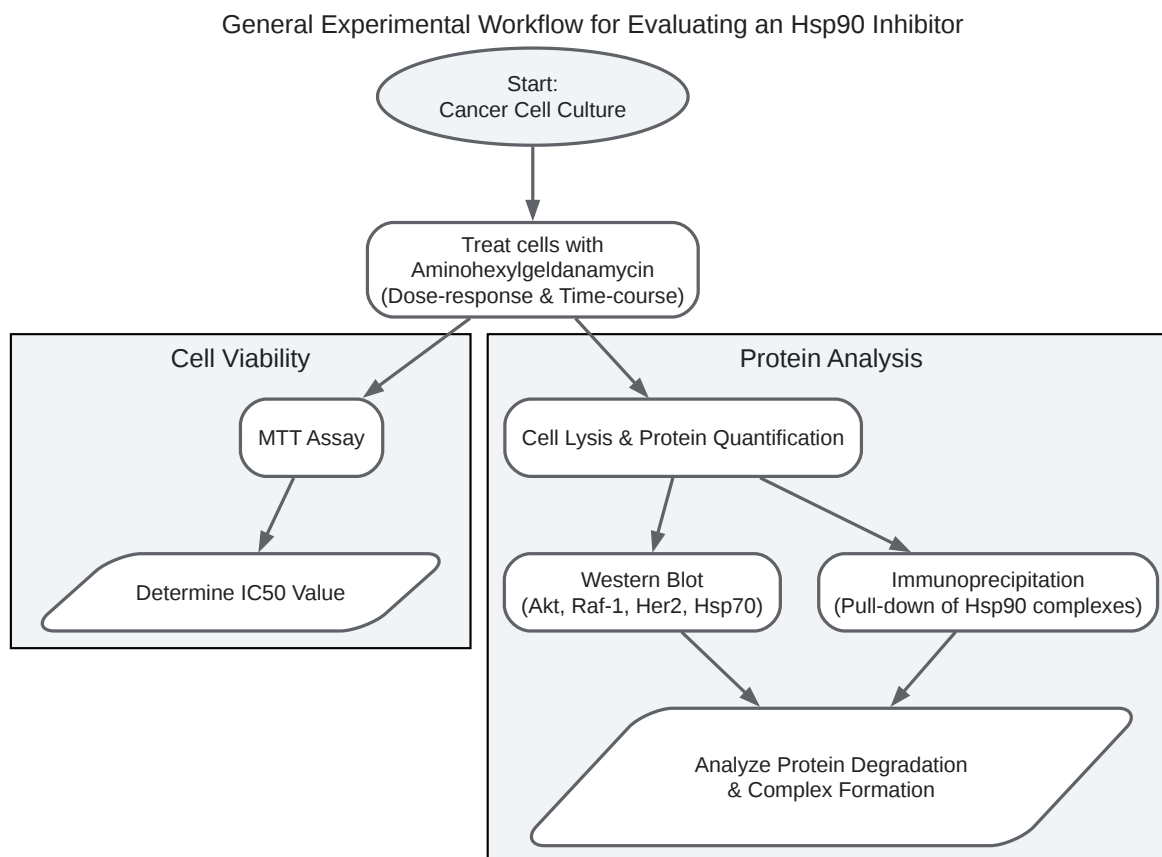 General Experimental Workflow for Evaluating an Hsp90 Inhibitor
Start:
Cancer Cell Culture
Treat cells with
Aminohexylgeldanamycin
(Dose-response & Time-course)
Cell Viability
MTT Assay
Determine IC50 Value
Protein Analysis
Cell Lysis & Protein Quantification
Western Blot
(Akt, Raf-1, Her2, Hsp70)
Immunoprecipitation
(Pull-down of Hsp90 complexes)
Analyze Protein Degradation
& Complex Formation